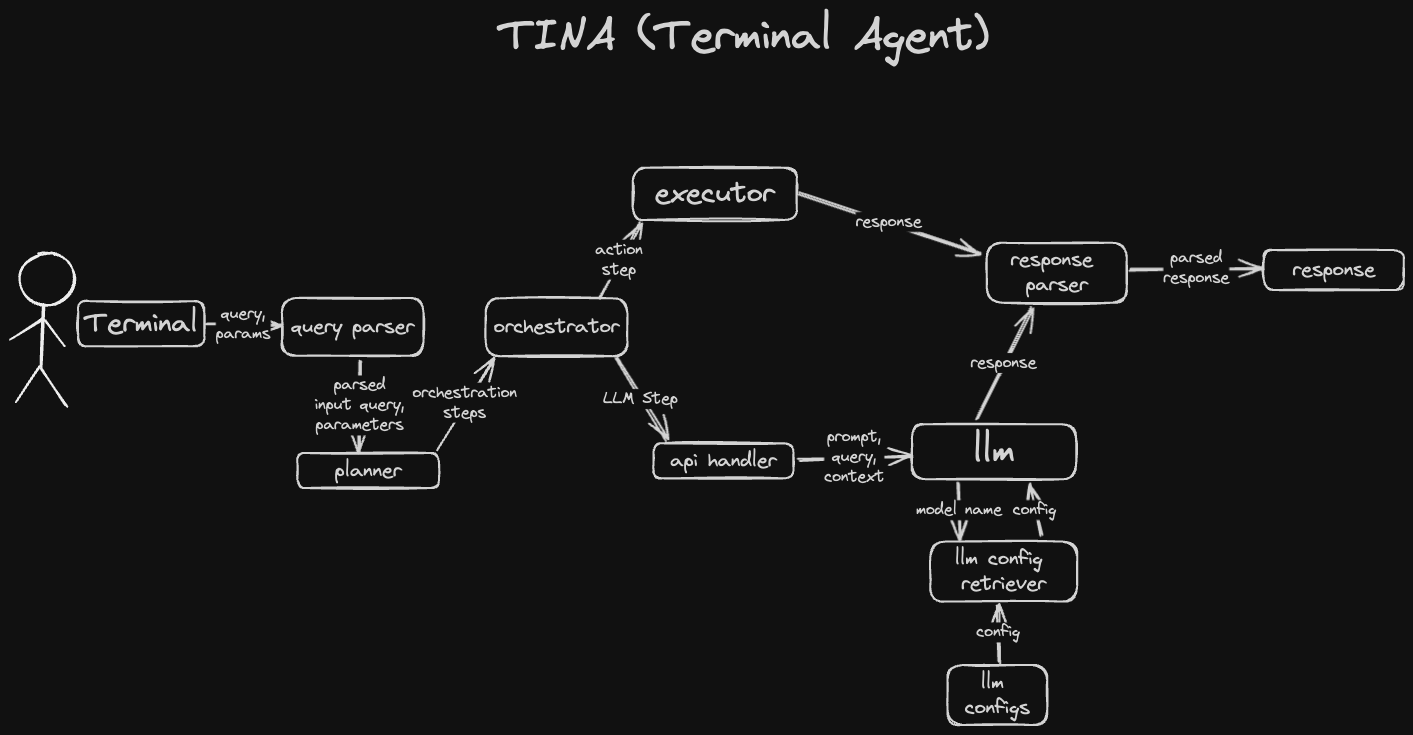 TINA (Terminal Agent)
executor
response
action
step
response
parser
parsed
response
response
Terminal
query,
params
query parser
orchestrator
parsed
input query,
parameters
orchestration
steps
planner
LLM Step
api handler
prompt,
query,
context
response
llm
model name
config
llm config
retriever
config
llm
configs